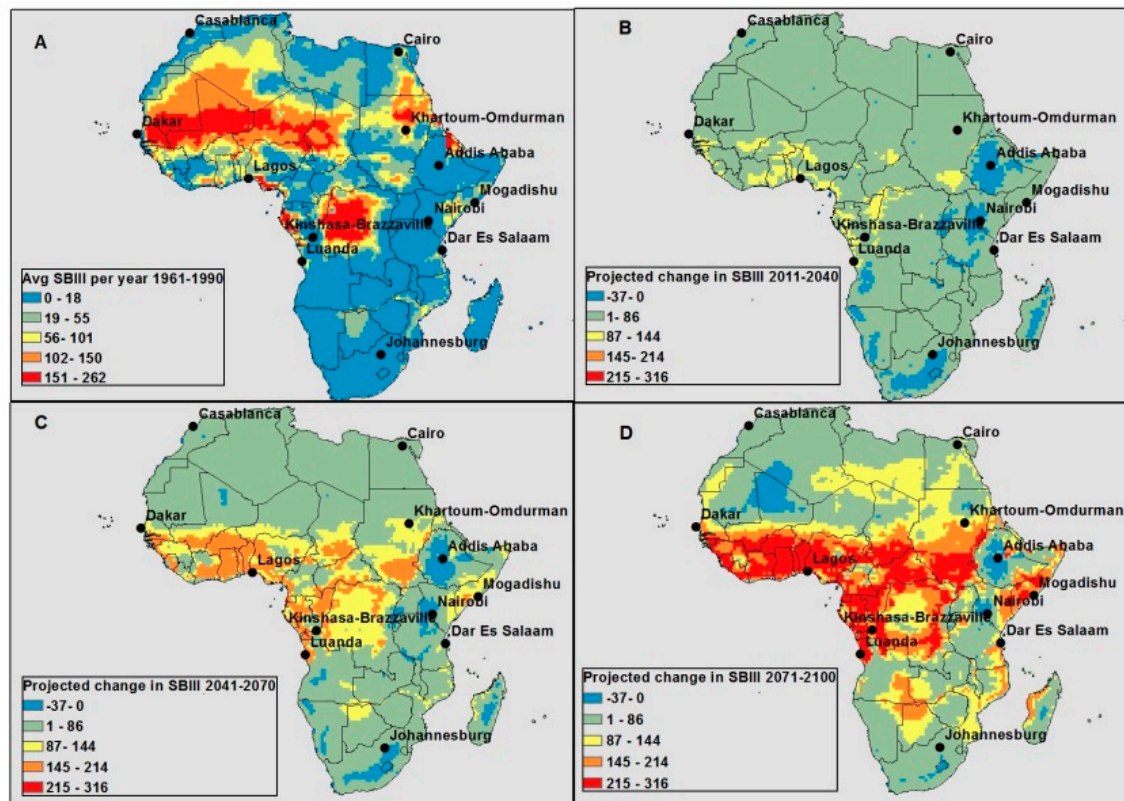 A
Casablanca
Cairo
Dakar
Khartoum-Omdurman
Addis Ababa
Lagos
Mogadishu
Nairobi
Kinshasa-Brazzaville
Dar Es Salaam
Luanda
Johannesburg
Avg SBIII per year 1961-1990
0 - 18
19 - 55
56- 101
102- 150
151 - 262
B
Casablanca
Cairo
Dakar
Khartoum-Omdurman
Addis Ababa
Lagos
Mogadishu
Nairobi
Kinshasa-Brazzaville
Dar Es Salaam
Luanda
Johannesburg
Projected change in SBIII 2011-2040
-37- 0
1- 86
87 - 144
145- 214
215 - 316
C
Casablanca
Cairo
Dakar
Khartoum-Omdurman
Addis Ababa
Lagos
Mogadishu
Nairobi
Kinshasa-Brazzaville
Dar Es Salaam
Luanda
Johannesburg
Projected change in SBIII 2041-2070
-37- 0
1 - 86
87- 144
145 - 214
215 - 316
D
Casablanca
Cairo
Dakar
Khartoum-Omdurman
Addis Ababa
Lagos
Mogadishu
Nairobi
Kinshasa-Brazzaville
Dar Es Salaam
Luanda
Johannesburg
Projected change in SBIII 2071-2100
-37 - 0
1 - 86
87 - 144
145 - 214
215 - 316